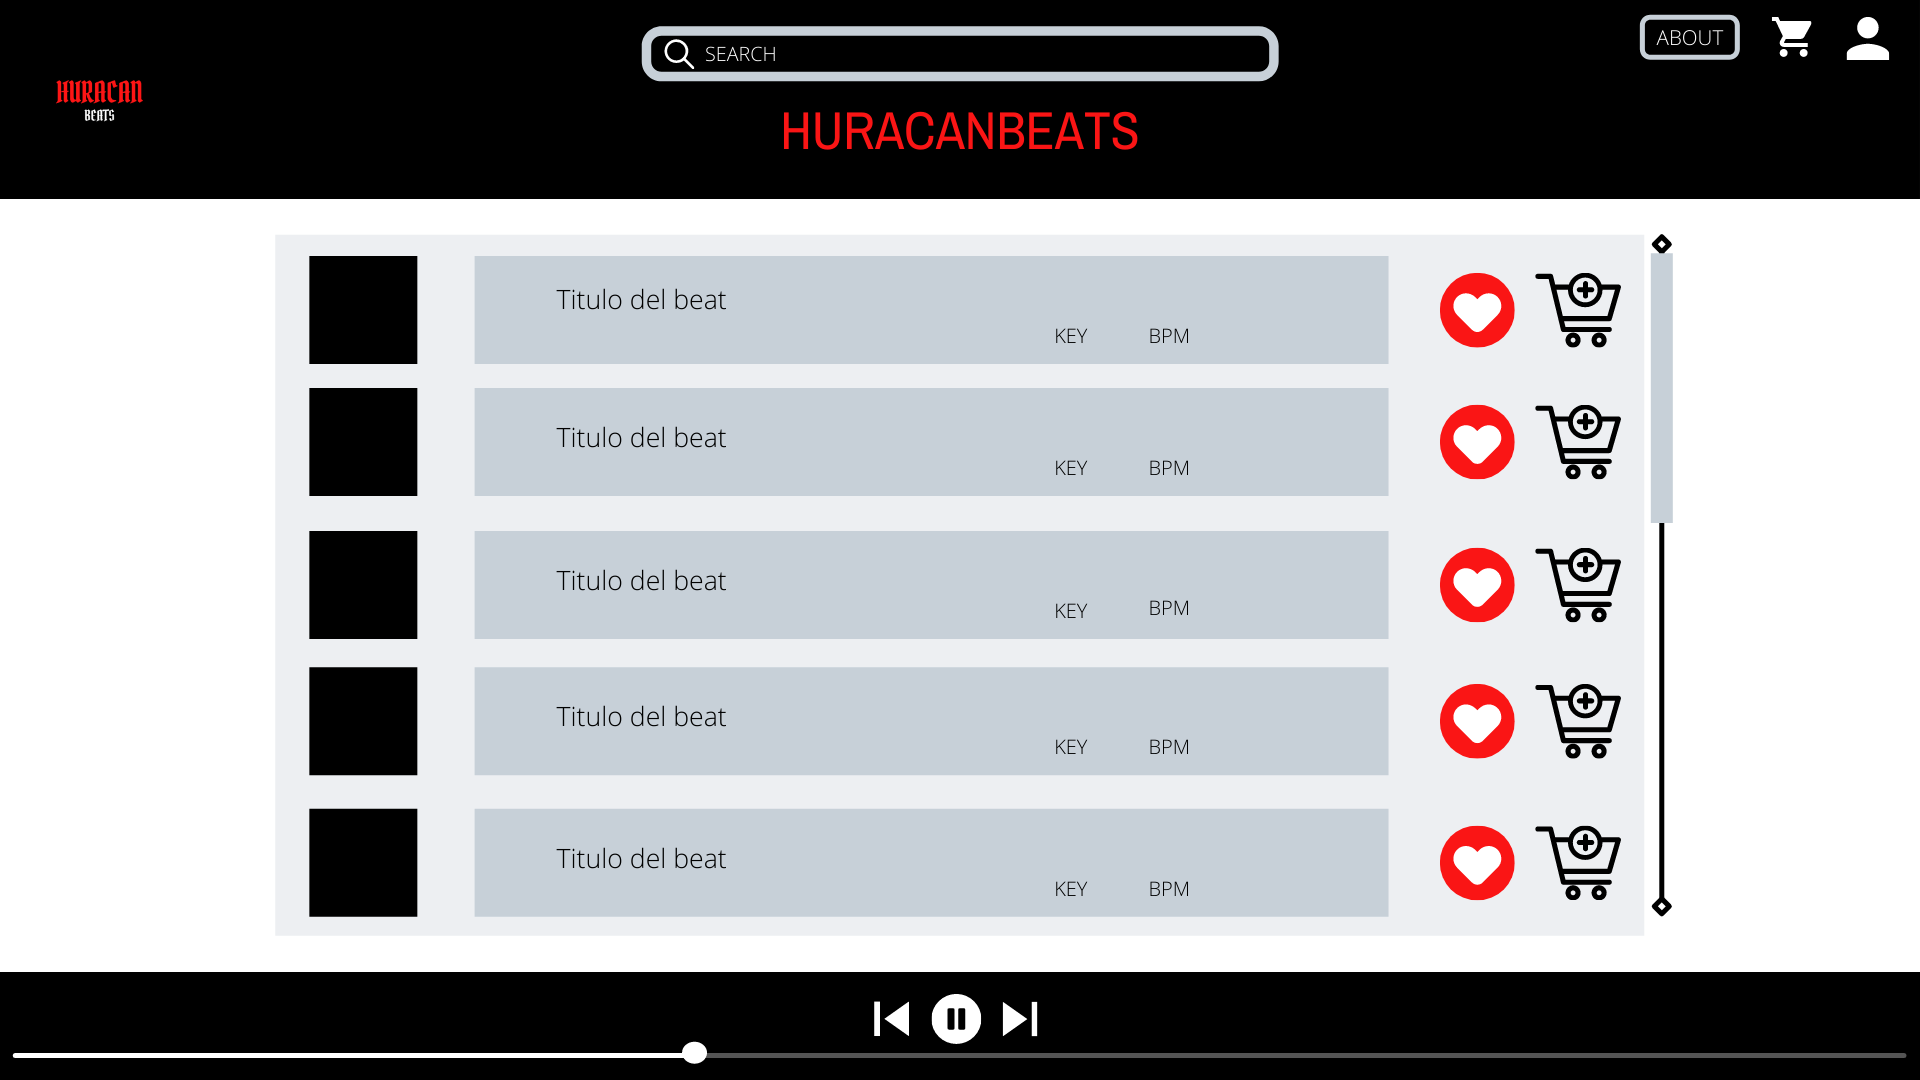 SEARCH
ABOUT
HURACAN
BEATS
HURACANBEATS
Titulo del beat
KEY BPM
Titulo del beat
KEY BPM
Titulo del beat
KEY BPM
Titulo del beat
KEY BPM
Titulo del beat
KEY BPM